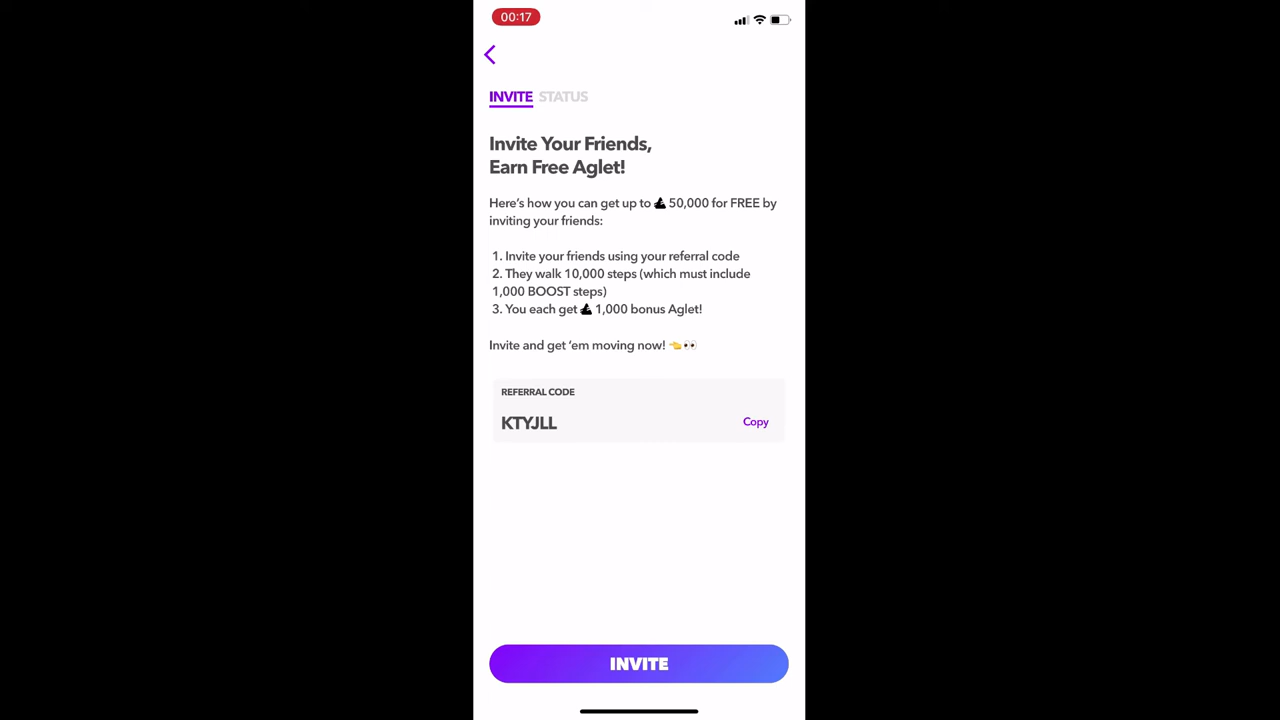 00:17
INVITE STATUS
Invite Your Friends,
Earn Free Aglet!
Here's how you can get up to 50,000 for FREE by
inviting your friends:
1. Invite your friends using your referral code
2. They walk 10,000 steps (which must include
1,000 BOOST steps)
3. You each get 1,000 bonus Aglet!
Invite and get ‘em moving now! 👈👀
REFERRAL CODE
KTYJLL Copy
INVITE